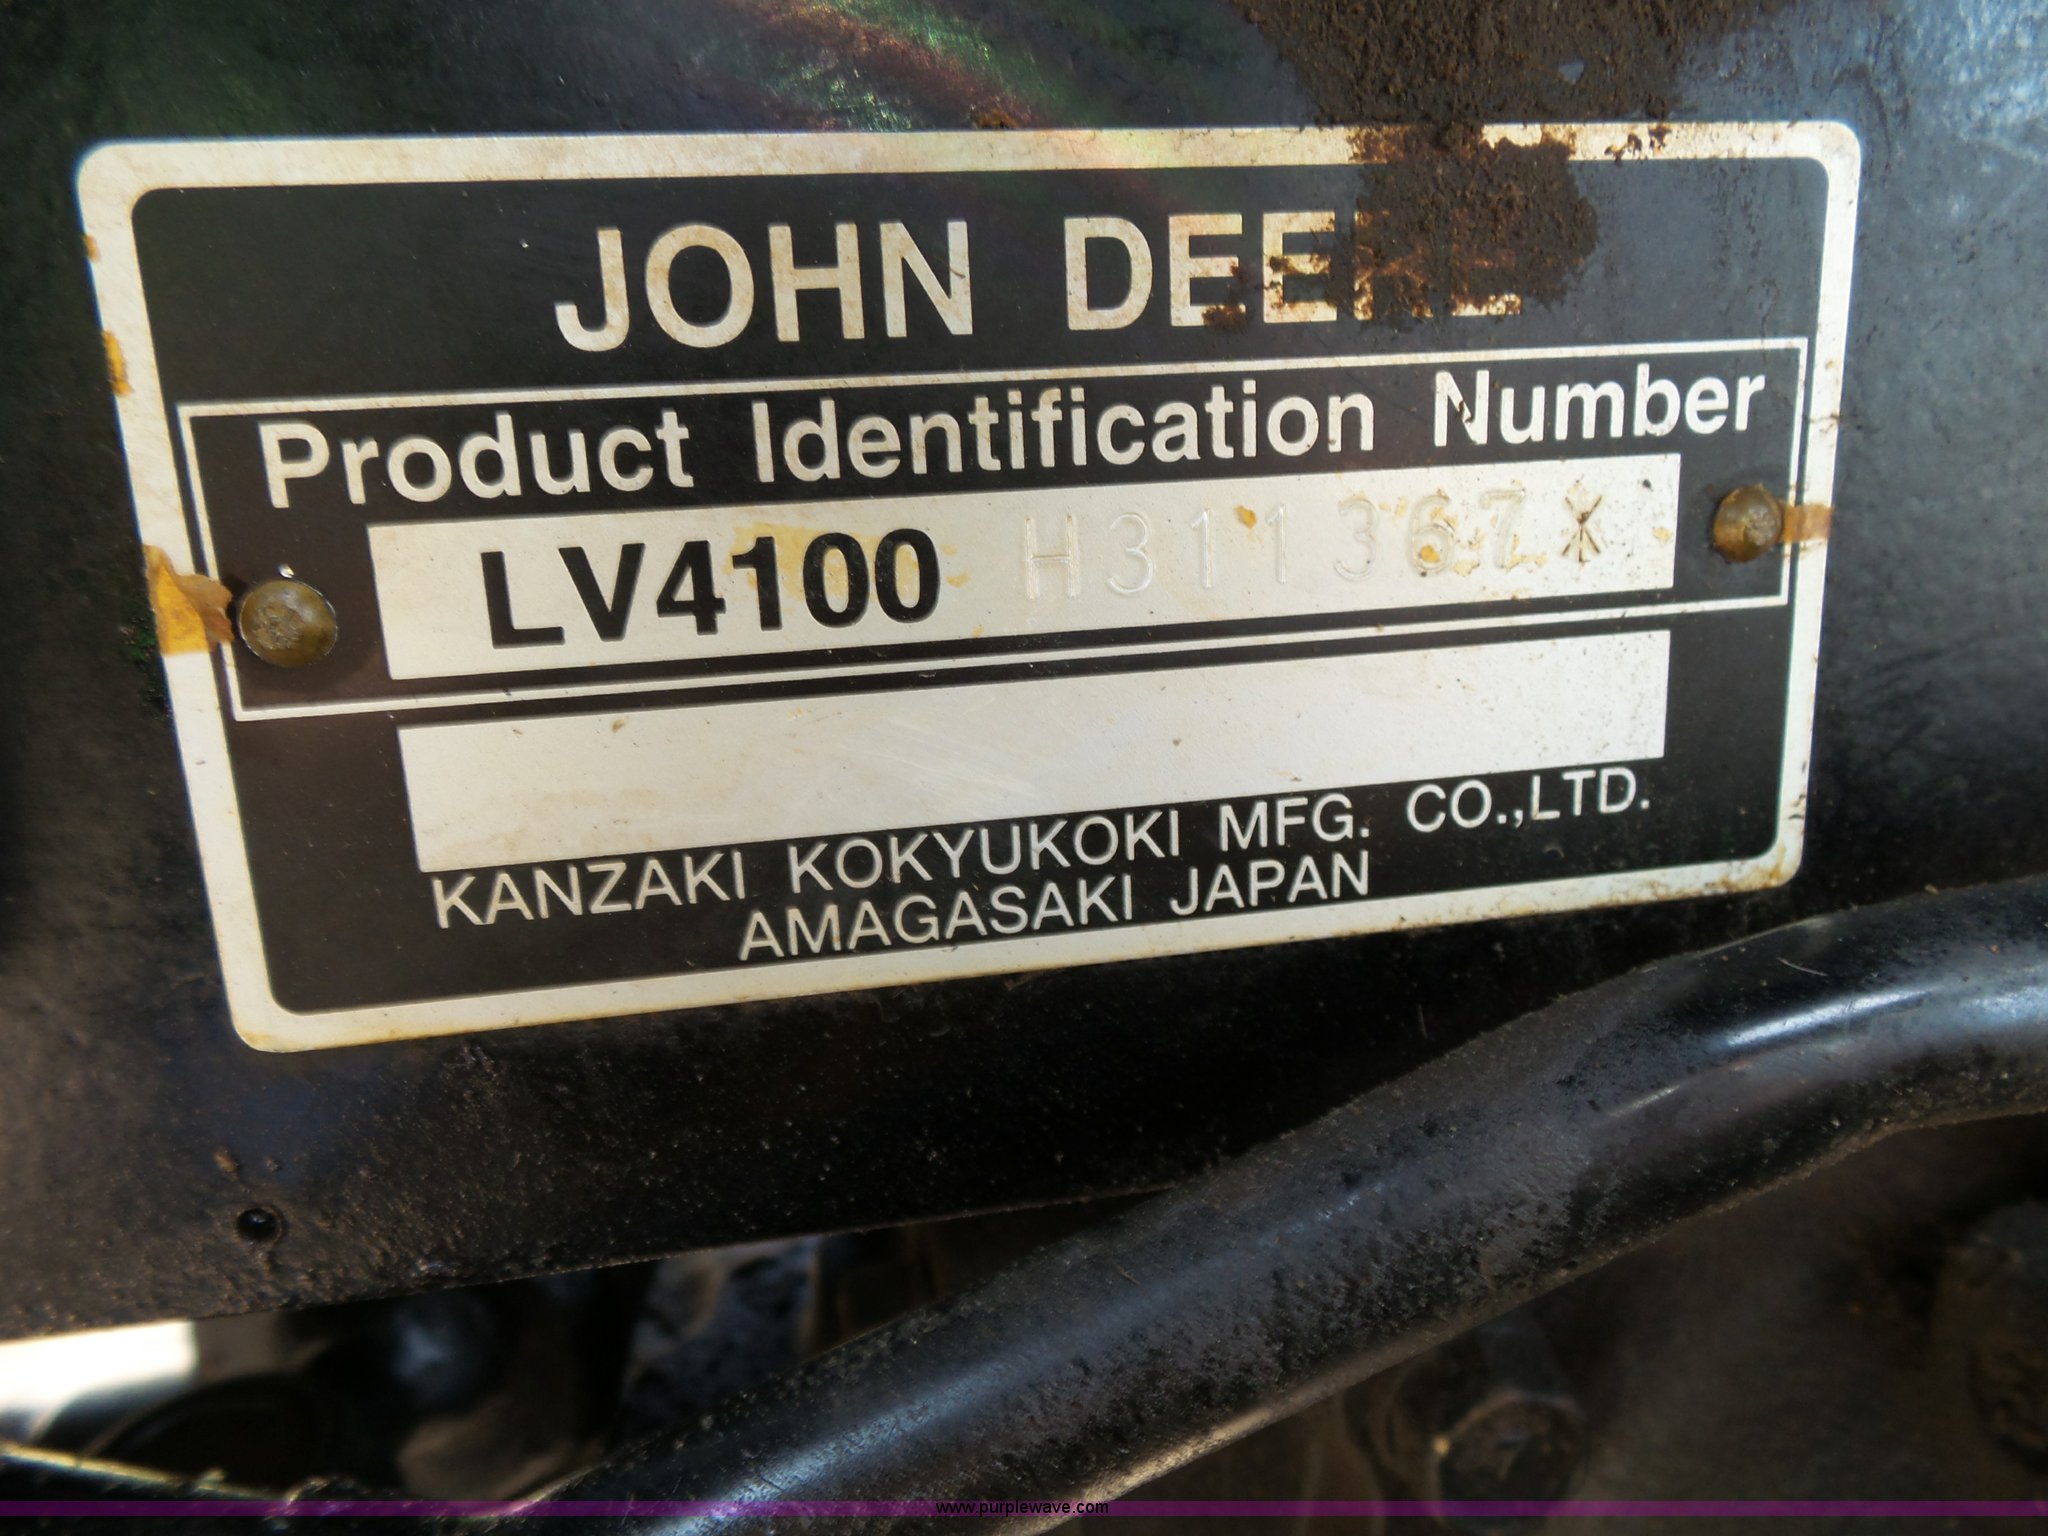 JOHN DEERE
Product Identification Number
LV4100 H311367*
KANZAKI KOKYUKOKI MFG. CO.,LTD.
AMAGASAKI JAPAN
www.purplewave.com